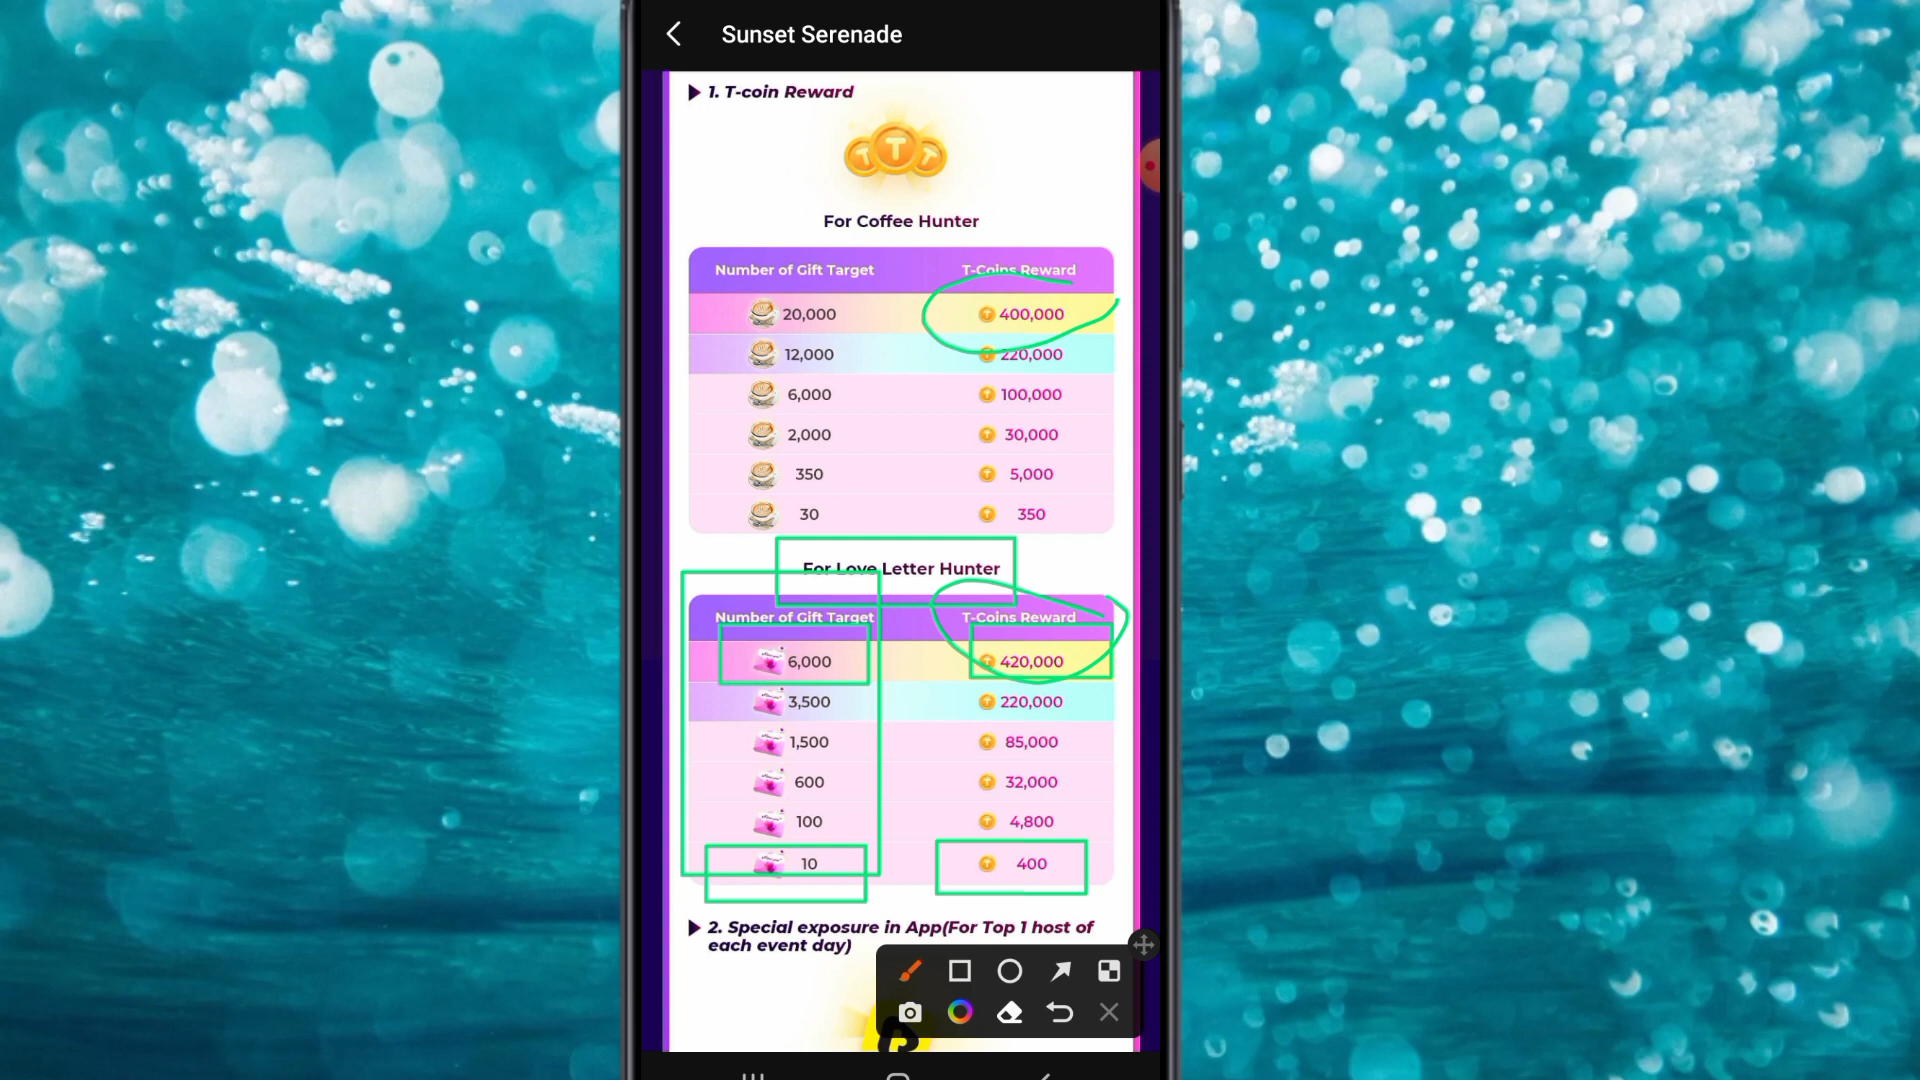 Sunset Serenade
1. T-coin Reward
T T T
For Coffee Hunter
Number of Gift Target T-Coins Reward
20,000 400,000
12,000 220,000
6,000 100,000
2,000 30,000
350 5,000
30 350
For Love Letter Hunter
Number of Gift Target T-Coins Reward
6,000 420,000
3,500 220,000
1,500 85,000
600 32,000
100 4,800
10 400
2. Special exposure in App(For Top 1 host of
each event day)